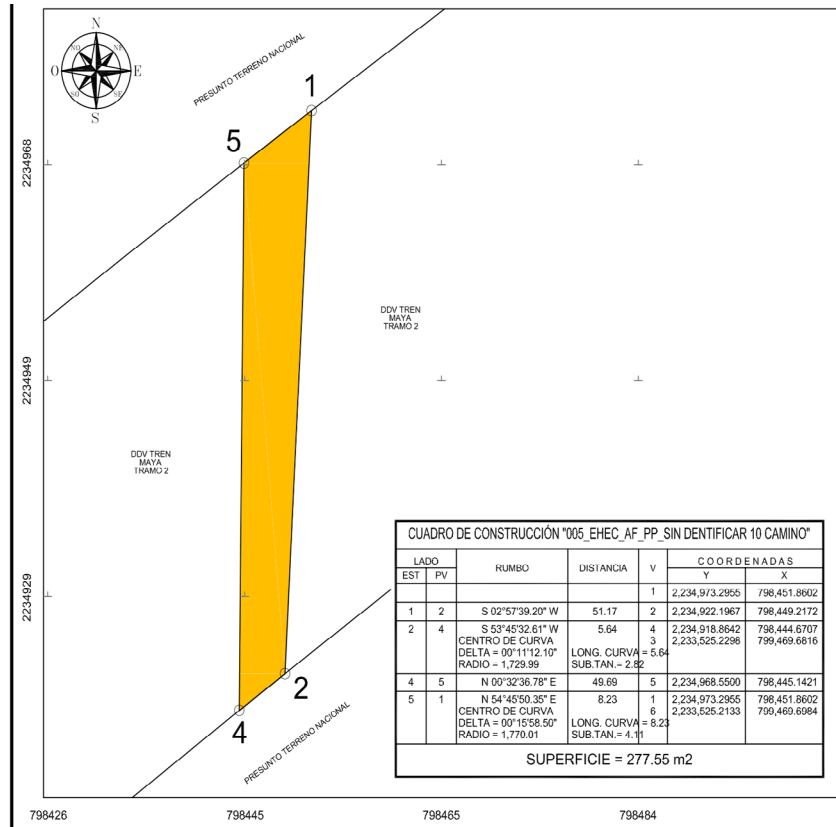 N
NO NE
O E
SO SE
S
PRESUNTO TERRENO NACIONAL
1
5
2234968
DDV TREN
MAYA
TRAMO 2
2234949
DDV TREN
MAYA
TRAMO 2
2234929
2
4
PRESUNTO TERRENO NACIONAL
CUADRO DE CONSTRUCCIÓN "005_EHEC_AF_PP_SIN DENTIFICAR 10 CAMINO"
LADO RUMBO DISTANCIA V COORDENADAS
EST PV Y X
1 2,234,973.2955 798,451.8602
1 2 S 02°57'39.20" W 51.17 2 2,234,922.1967 798,449.2172
2 4 S 53°45'32.61" W 5.64 4 2,234,918.8642 798,444.6707
CENTRO DE CURVA 3 2,233,525.2298 799,469.6816
DELTA = 00°11'12.10" LONG. CURVA = 5.64
RADIO = 1,729.99 SUB.TAN.= 2.82
4 5 N 00°32'36.78" E 49.69 5 2,234,968.5500 798,445.1421
5 1 N 54°45'50.35" E 8.23 1 2,234,973.2955 798,451.8602
CENTRO DE CURVA 6 2,233,525.2133 799,469.6984
DELTA = 00°15'58.50" LONG. CURVA = 8.23
RADIO = 1,770.01 SUB.TAN.= 4.11
SUPERFICIE = 277.55 m2
798426 798445 798465 798484